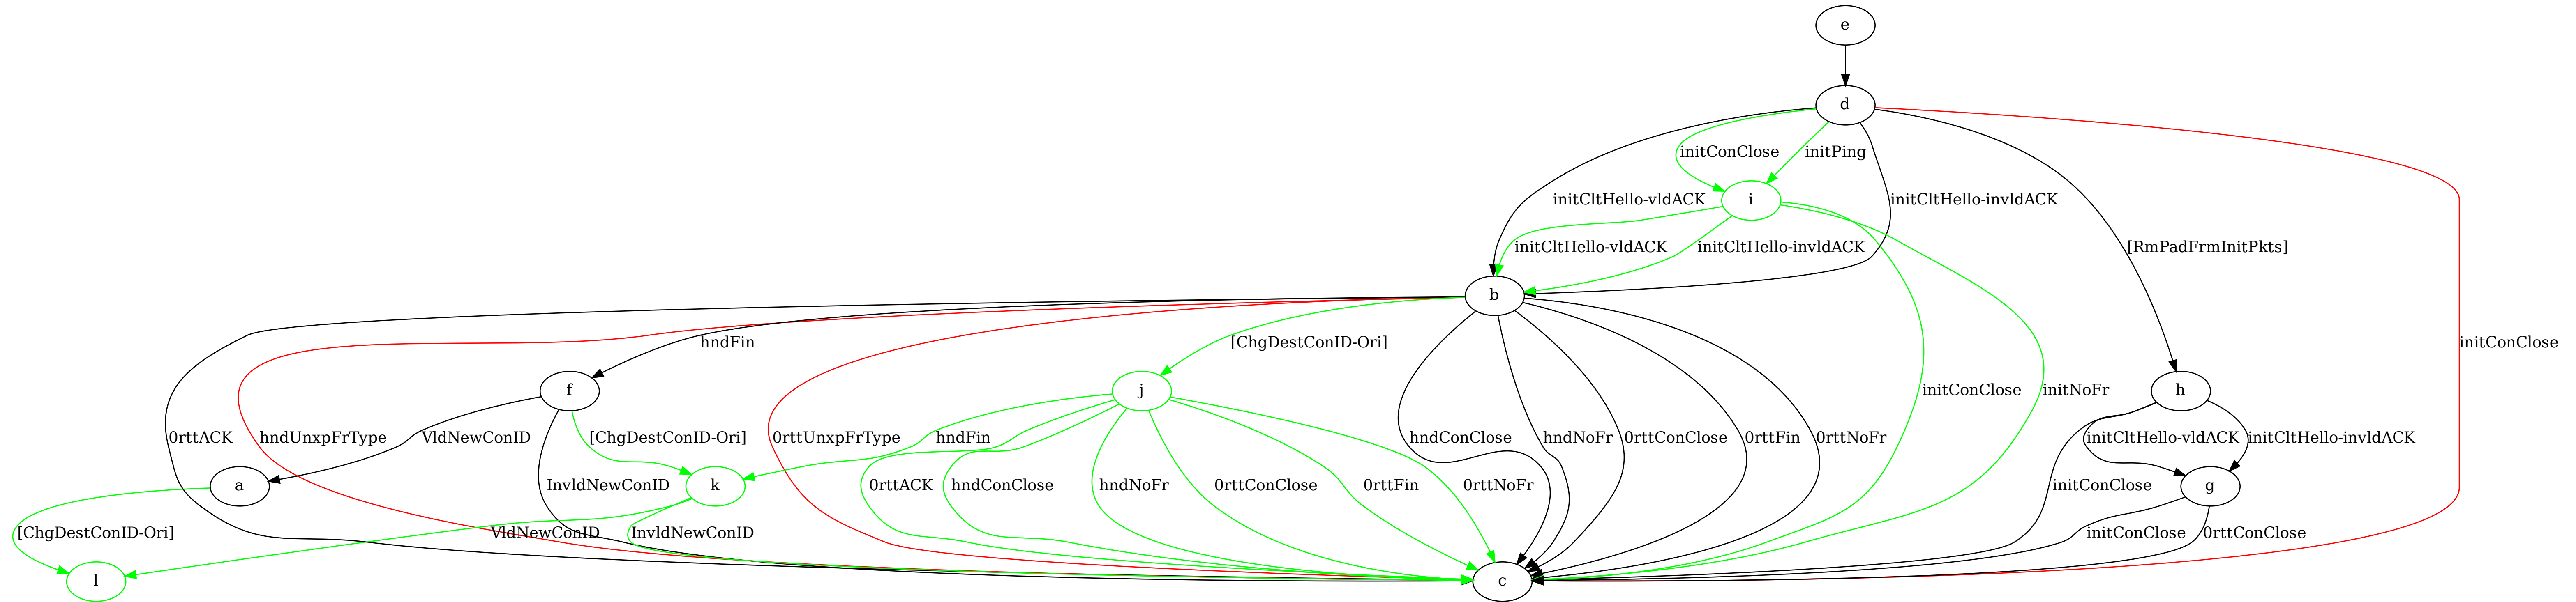 e
d
initConClose
initPing
initCltHello-vldACK
i
initCltHello-invldACK
initCltHello-vldACK
initCltHello-invldACK
[RmPadFrmInitPkts]
b
hndFin
[ChgDestConID-Ori]
initConClose
f
j
initConClose
initNoFr
h
0rttACK
hndUnxpFrType
VldNewConID
[ChgDestConID-Ori]
0rttUnxpFrType
hndFin
hndConClose
hndNoFr
0rttConClose
0rttFin
0rttNoFr
initCltHello-vldACK
initCltHello-invldACK
a
InvldNewConID
k
0rttACK
hndConClose
hndNoFr
0rttConClose
0rttFin
0rttNoFr
initConClose
g
[ChgDestConID-Ori]
VldNewConID
InvldNewConID
initConClose
0rttConClose
l
c